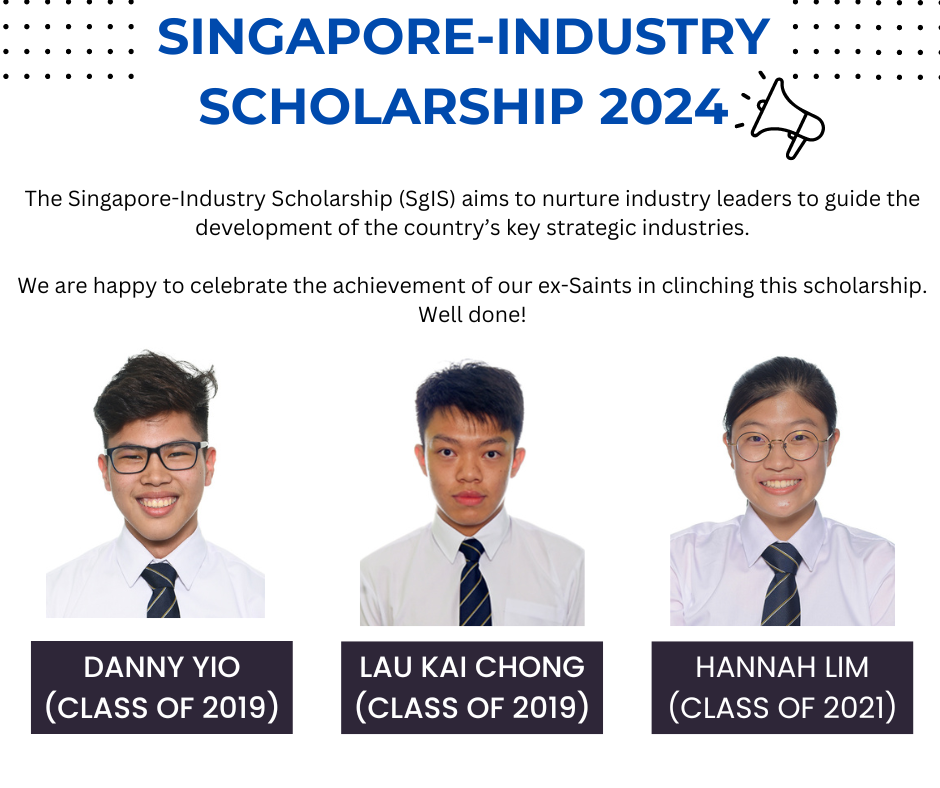 SINGAPORE-INDUSTRY
SCHOLARSHIP 2024
The Singapore-Industry Scholarship (SgIS) aims to nurture industry leaders to guide the
development of the country’s key strategic industries.
We are happy to celebrate the achievement of our ex-Saints in clinching this scholarship.
Well done!
DANNY YIO
(CLASS OF 2019)
LAU KAI CHONG
(CLASS OF 2019)
HANNAH LIM
(CLASS OF 2021)